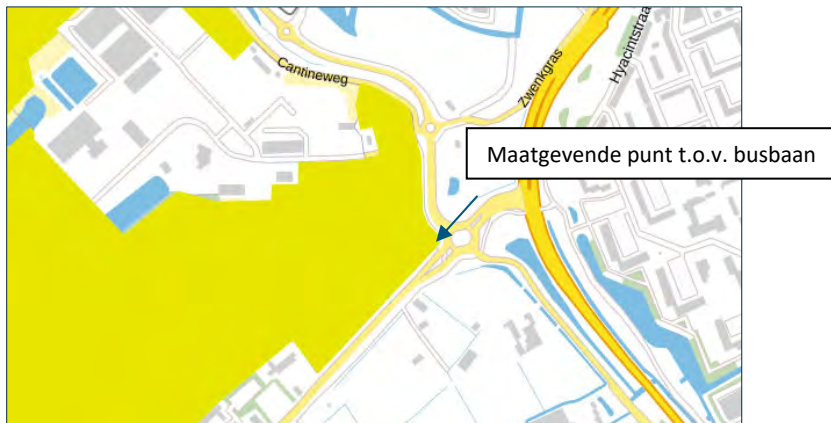 Cantineweg
Zwenkgras
Hyacintstraa
Maatgevende punt t.o.v. busbaan